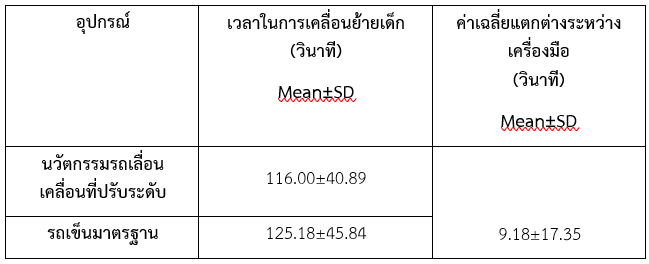 อุปกรณ์
เวลาในการเคลื่อนย้ายเด็ก
(วินาที)
Mean±SD
ค่าเฉลี่ยแตกต่างระหว่าง
เครื่องมือ
(วินาที)
Mean±SD
นวัตกรรมรถเลื่อน
เคลื่อนที่ปรับระดับ
116.00±40.89
รถเข็นมาตรฐาน
125.18±45.84
9.18±17.35